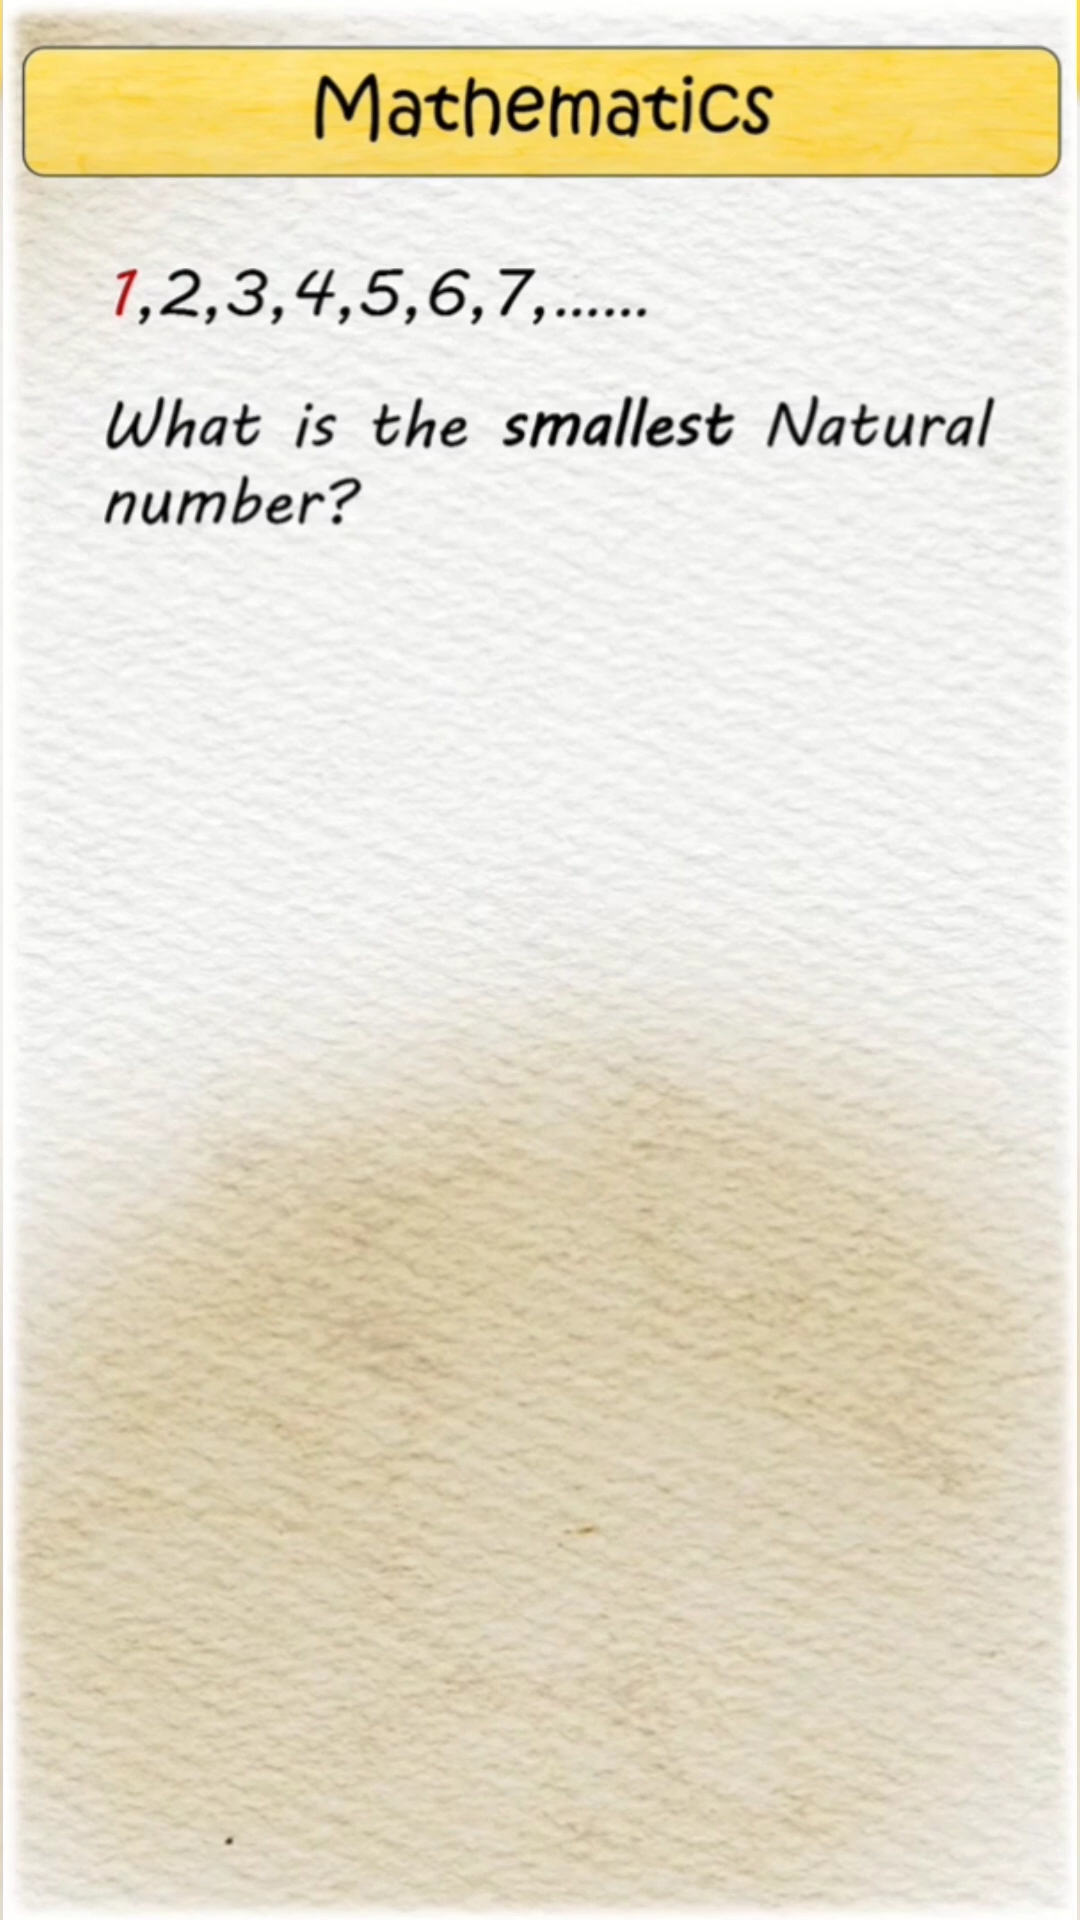 Mathematics
1,2,3,4,5,6,7,......
What is the smallest Natural
number?